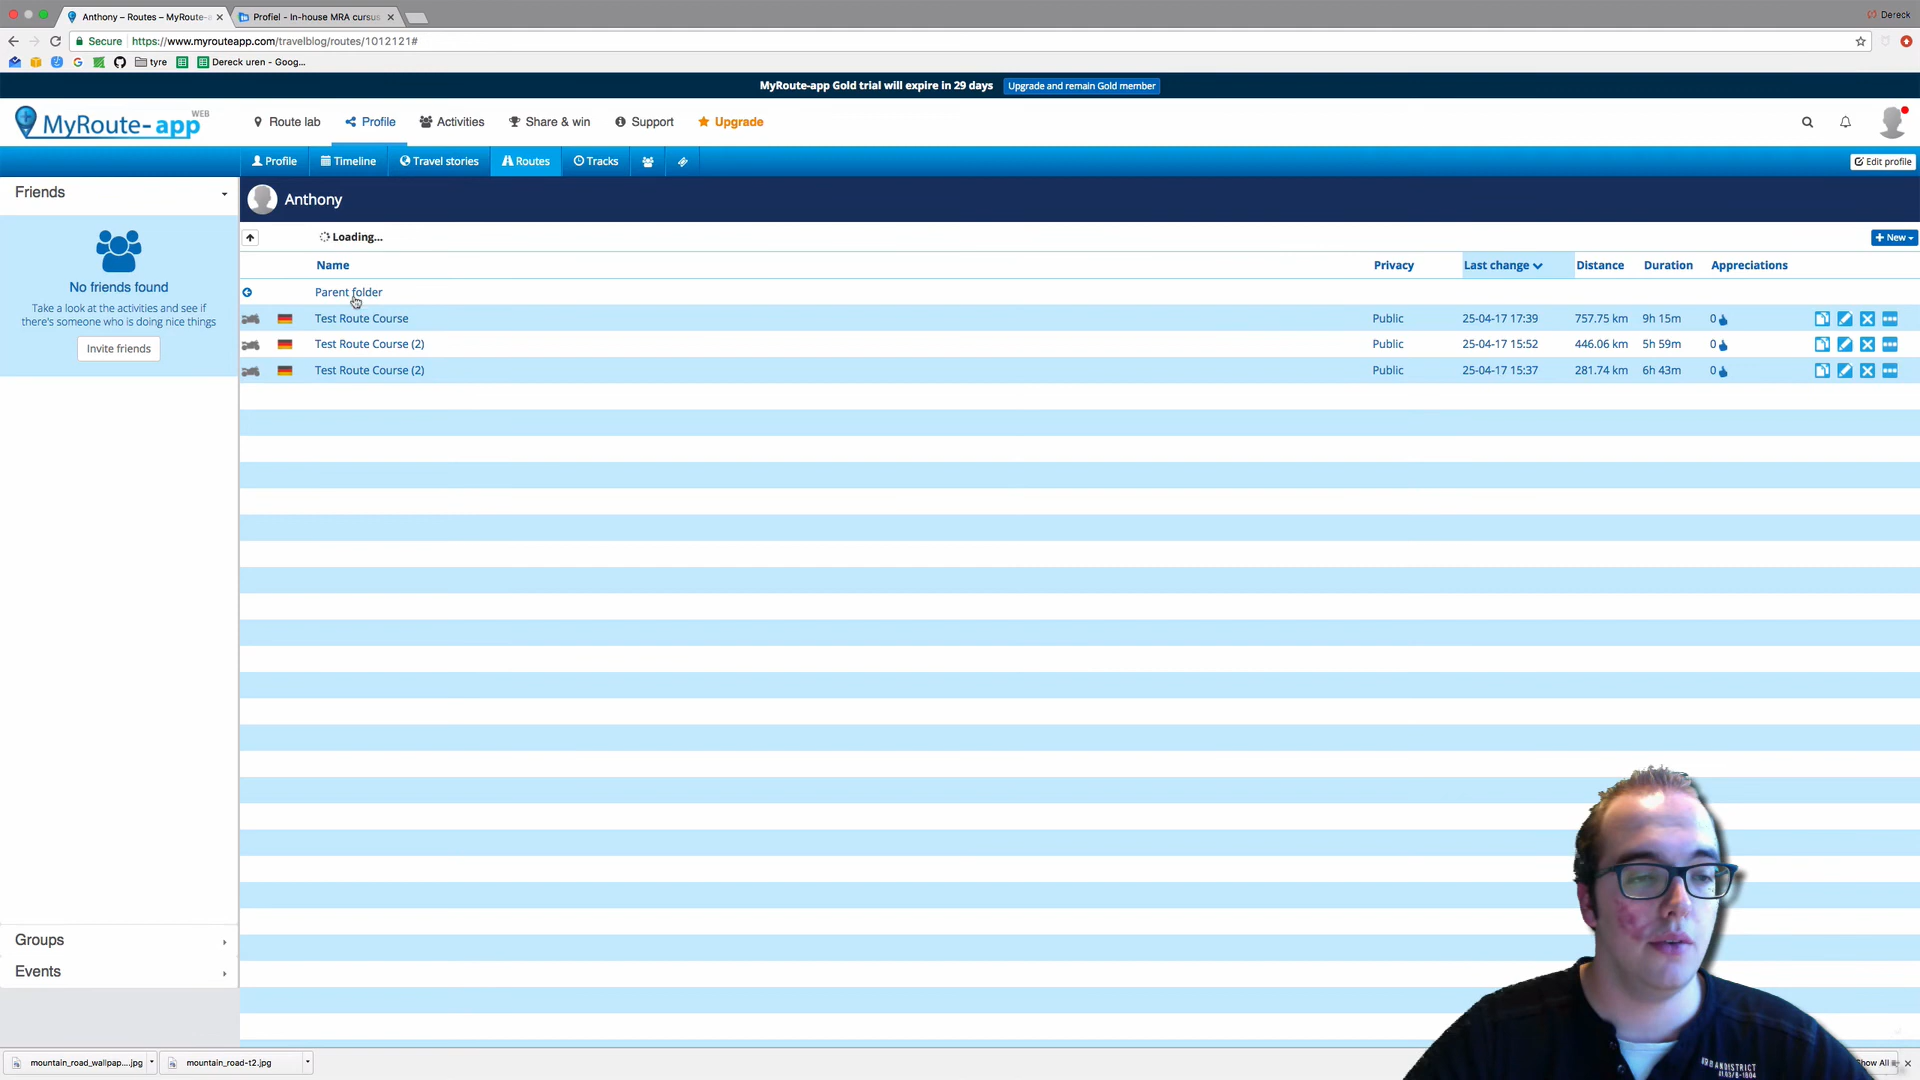 Anthony – Routes – MyRoute-a
Profiel - In-house MRA cursus
Dereck
Secure
https://www.myrouteapp.com/travelblog/routes/1012121#
tyre
Dereck uren - Goog...
MyRoute-app Gold trial will expire in 29 days
Upgrade and remain Gold member
MyRoute-app WEB
Route lab
Profile
Activities
Share & win
Support
Upgrade
Profile
Timeline
Travel stories
Routes
Tracks
Edit profile
Friends
Anthony
Loading...
New
Name Privacy Last change Distance Duration Appreciations
Parent folder
Test Route Course Public 25-04-17 17:39 757.75 km 9h 15m 0
Test Route Course (2) Public 25-04-17 15:52 446.06 km 5h 59m 0
Test Route Course (2) Public 25-04-17 15:37 281.74 km 6h 43m 0
No friends found
Take a look at the activities and see if
there's someone who is doing nice things
Invite friends
Groups
Events
mountain_road_wallpap....jpg
mountain_road-t2.jpg
Show All